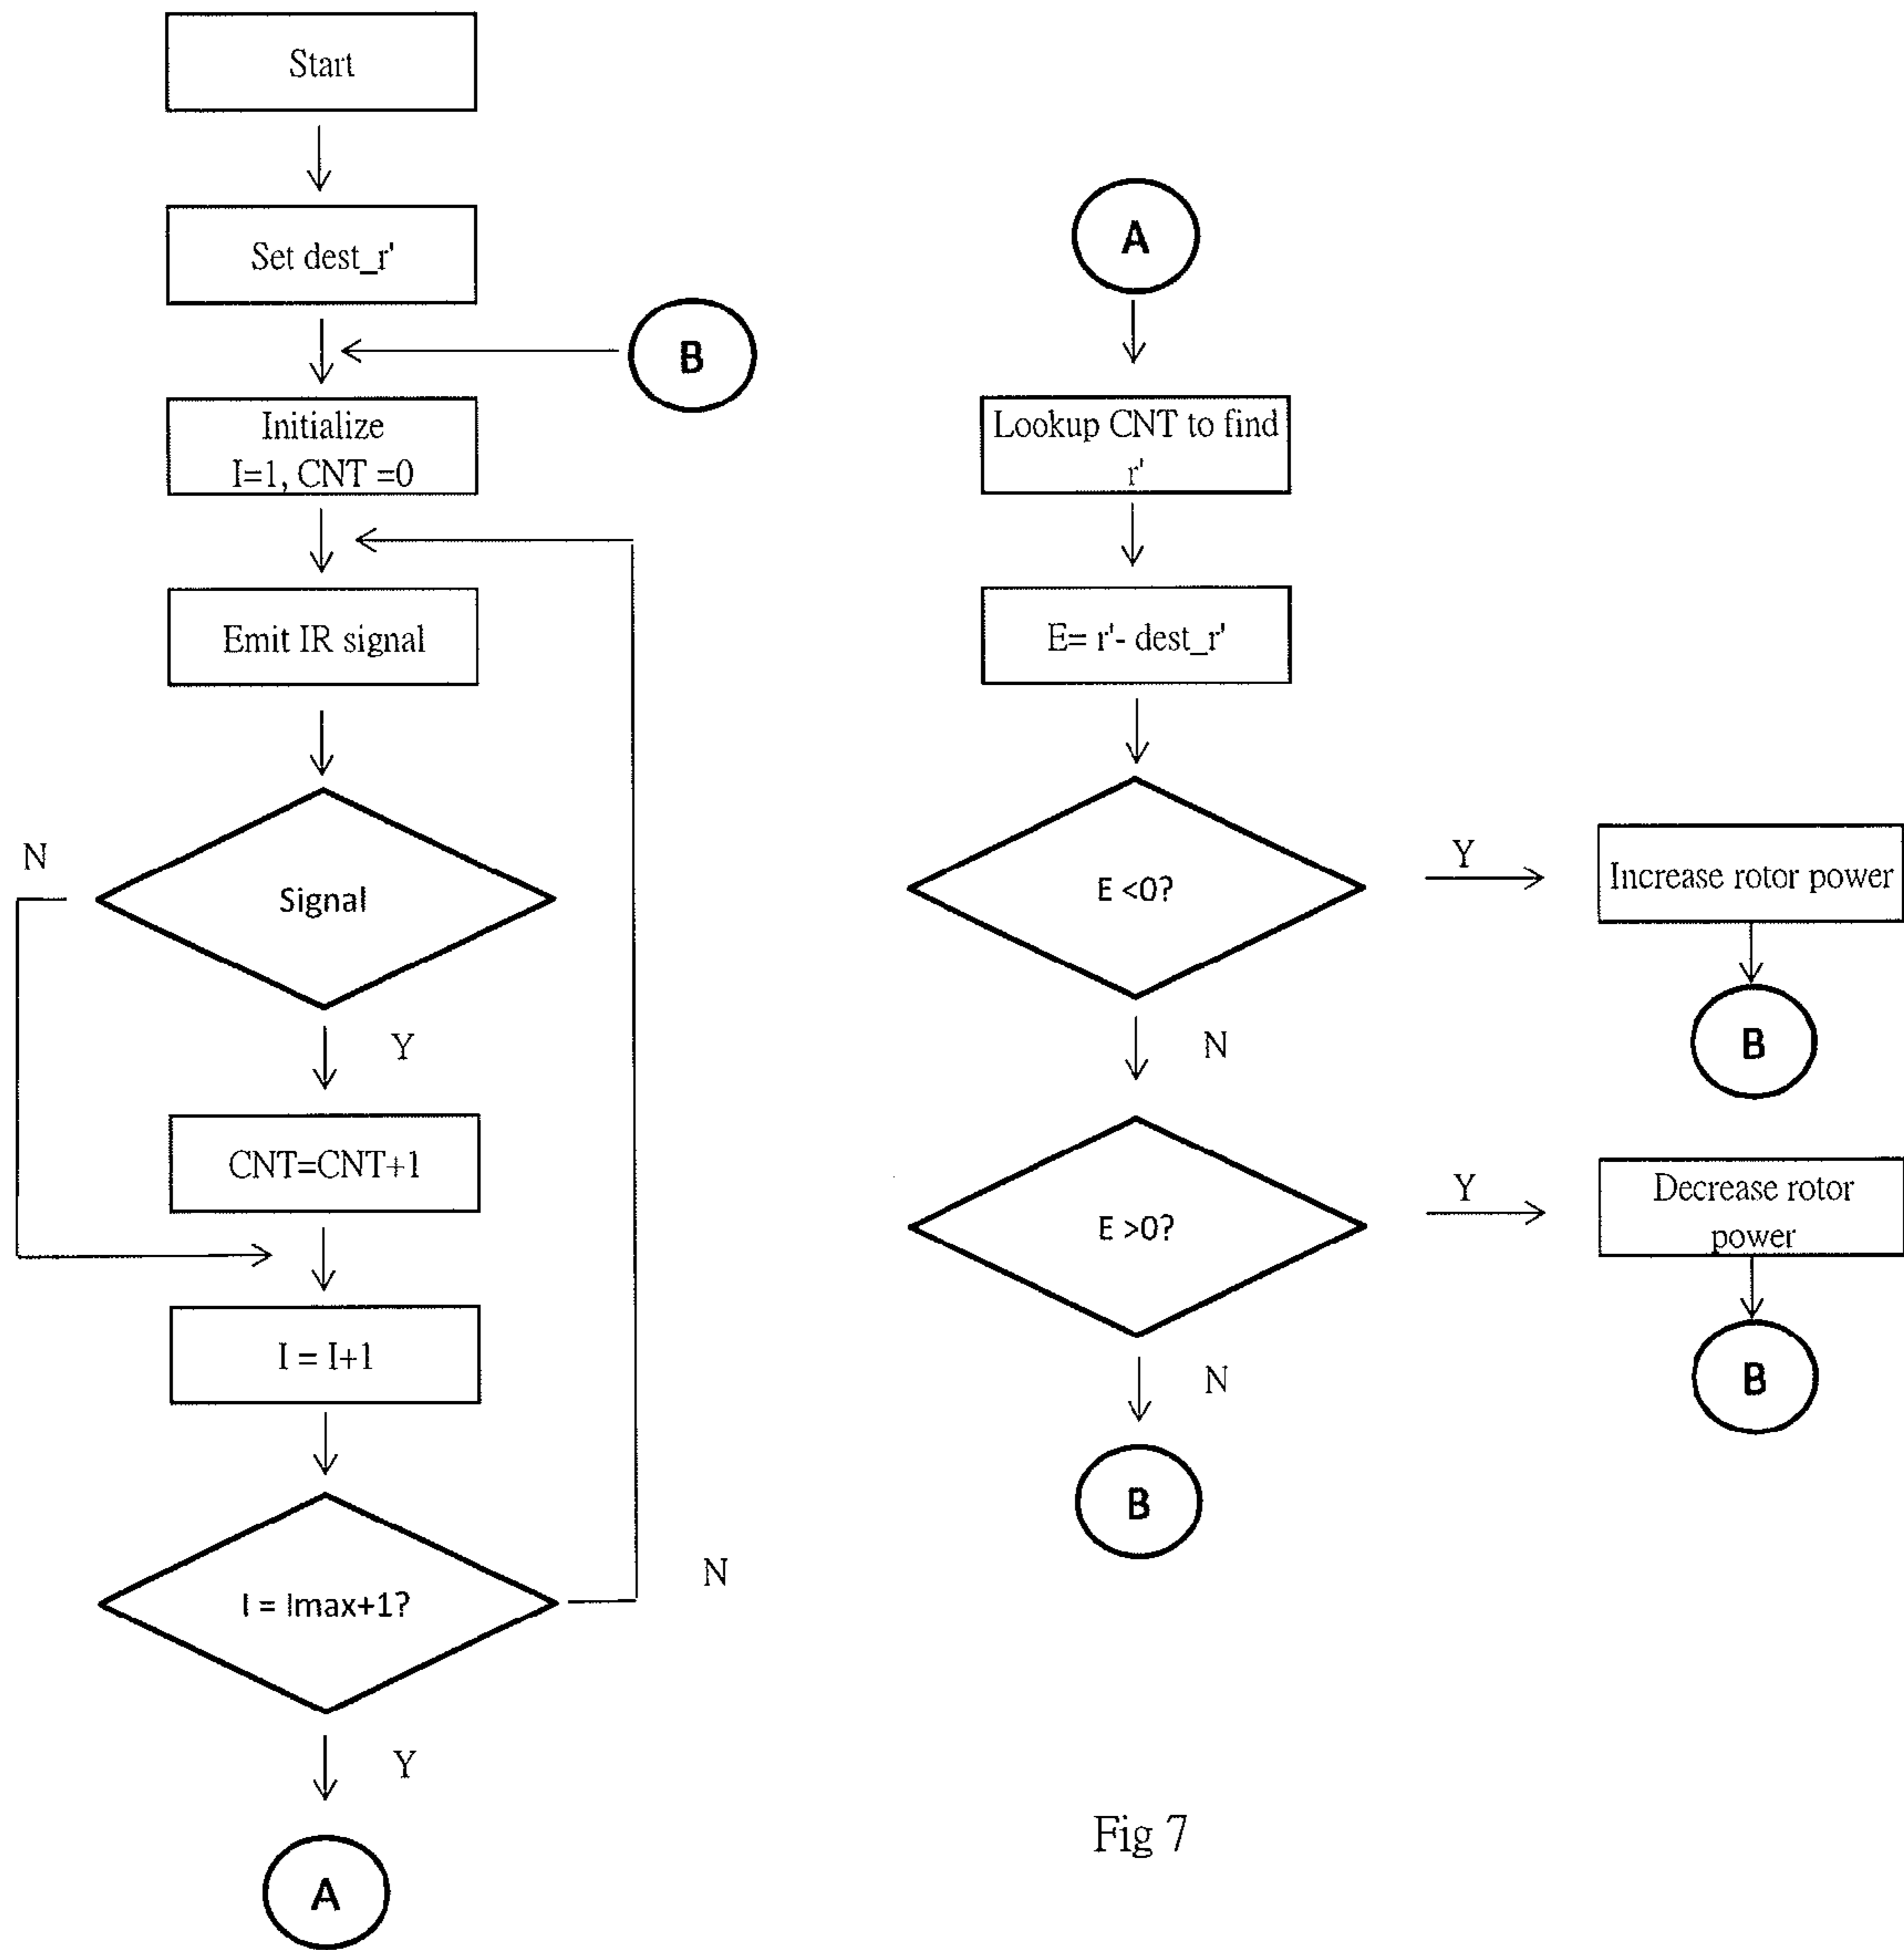 Start
Set dest_r'
B
Initialize
I=1, CNT =0
Emit IR signal
N
Signal
Y
CNT=CNT+1
I = I+1
I = Imax+1?
N
Y
A
A
Lookup CNT to find
r'
E= r'- dest_r'
E <0?
Y
Increase rotor power
B
N
E >0?
Y
Decrease rotor
power
B
N
B
Fig 7